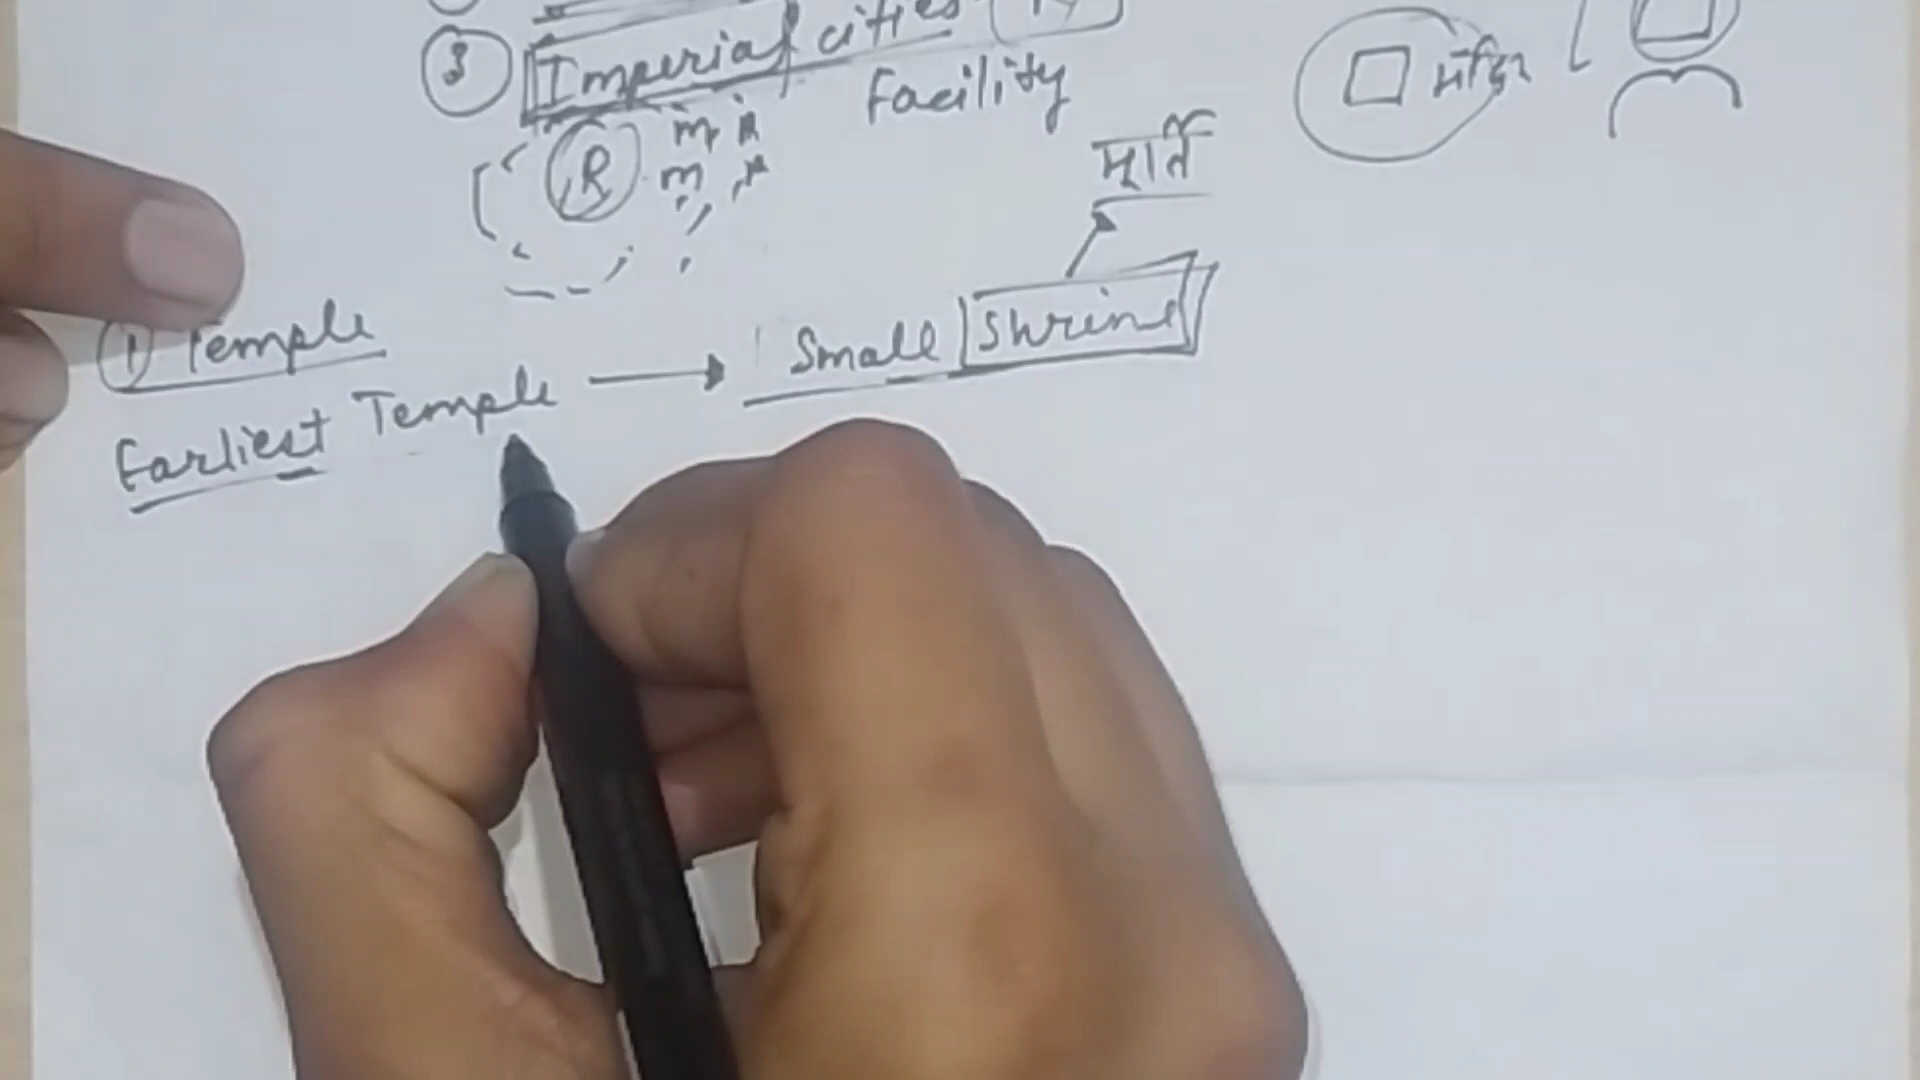 3 Imperial cities
Facility
मंदिर
R m
m
मूर्ति
1 Temple
Earliest Temple → Small Shrine